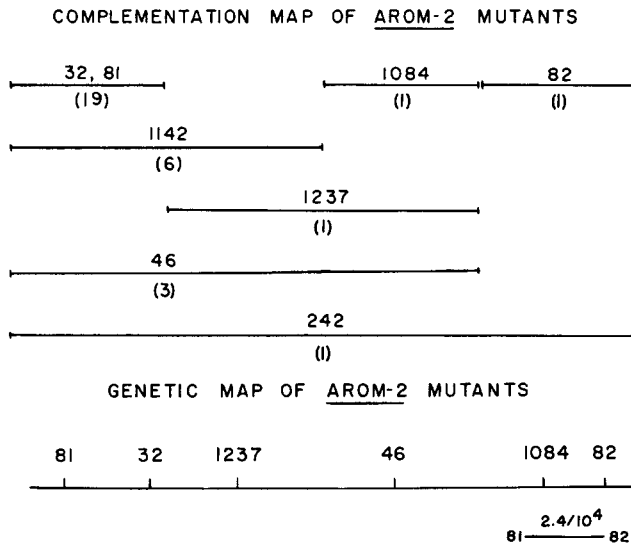 COMPLEMENTATION MAP OF AROM-2 MUTANTS
32, 81 1084 82
(19) (1) (1)
1142
(6)
1237
(1)
46
(3)
242
(1)
GENETIC MAP OF AROM-2 MUTANTS
81 32 1237 46 1084 82
2.4/10⁴
81 82